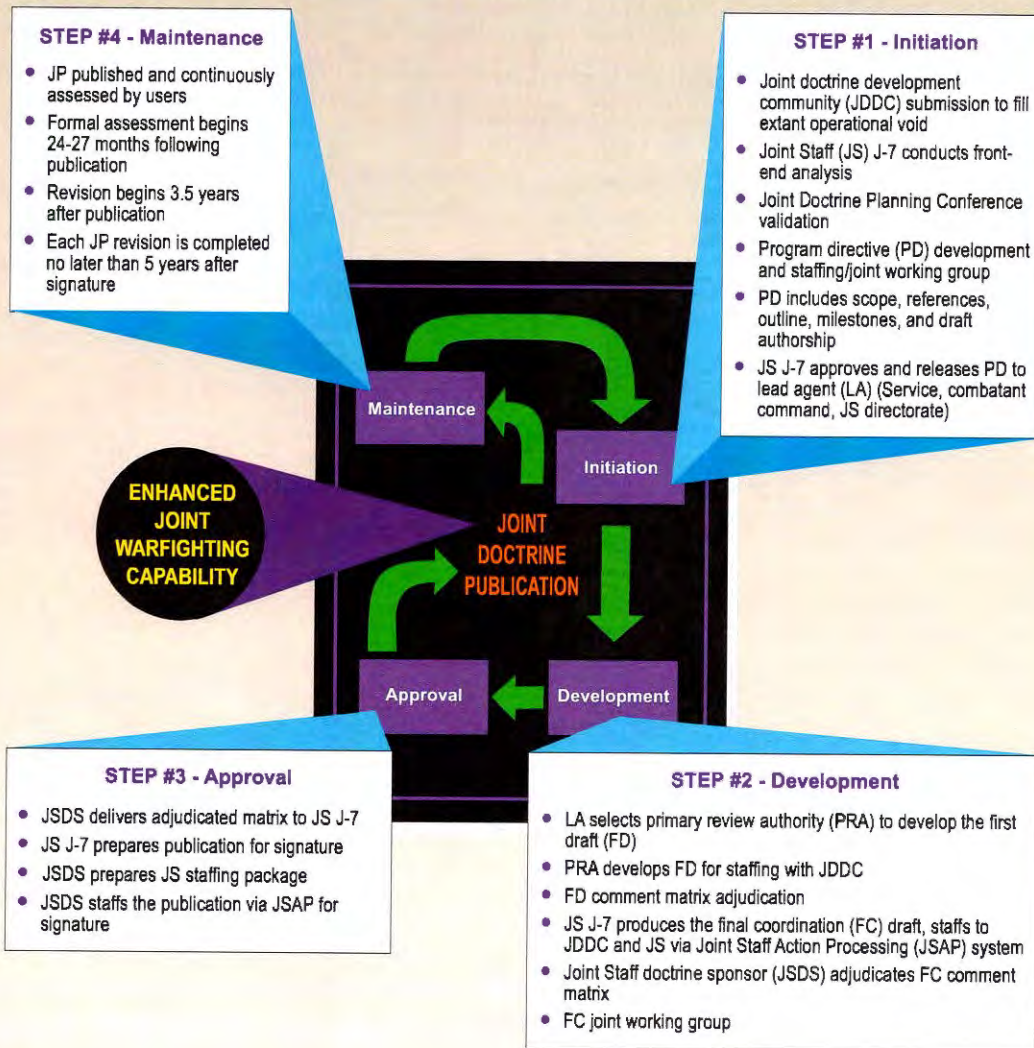 STEP #4 - Maintenance
• JP published and continuously
assessed by users
• Formal assessment begins
24-27 months following
publication
• Revision begins 3.5 years
after publication
• Each JP revision is completed
no later than 5 years after
signature
STEP #1 - Initiation
• Joint doctrine development
community (JDDC) submission to fill
extant operational void
• Joint Staff (JS) J-7 conducts front-
end analysis
• Joint Doctrine Planning Conference
validation
• Program directive (PD) development
and staffing/joint working group
• PD includes scope, references,
outline, milestones, and draft
authorship
• JS J-7 approves and releases PD to
lead agent (LA) (Service, combatant
command, JS directorate)
Maintenance
Initiation
ENHANCED
JOINT
WARFIGHTING
CAPABILITY
JOINT
DOCTRINE
PUBLICATION
Approval
Development
STEP #3 - Approval
• JSDS delivers adjudicated matrix to JS J-7
• JS J-7 prepares publication for signature
• JSDS prepares JS staffing package
• JSDS staffs the publication via JSAP for
signature
STEP #2 - Development
• LA selects primary review authority (PRA) to develop the first
draft (FD)
• PRA develops FD for staffing with JDDC
• FD comment matrix adjudication
• JS J-7 produces the final coordination (FC) draft, staffs to
JDDC and JS via Joint Staff Action Processing (JSAP) system
• Joint Staff doctrine sponsor (JSDS) adjudicates FC comment
matrix
• FC joint working group